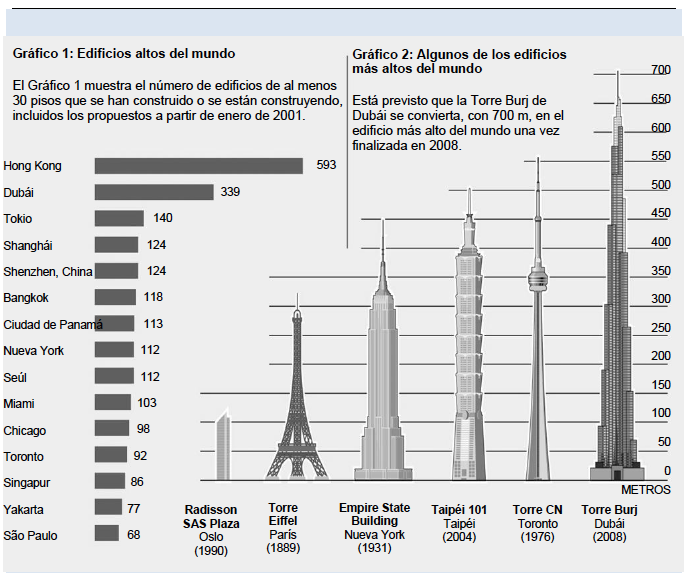 Gráfico 1: Edificios altos del mundo
El Gráfico 1 muestra el número de edificios de al menos
30 pisos que se han construido o se están construyendo,
incluidos los propuestos a partir de enero de 2001.
Hong Kong 593
Dubái 339
Tokio 140
Shanghái 124
Shenzhen, China 124
Bangkok 118
Ciudad de Panamá 113
Nueva York 112
Seúl 112
Miami 103
Chicago 98
Toronto 92
Singapur 86
Yakarta 77
São Paulo 68
Gráfico 2: Algunos de los edificios
más altos del mundo
Está previsto que la Torre Burj de
Dubái se convierta, con 700 m, en el
edificio más alto del mundo una vez
finalizada en 2008.
700
650
600
550
500
450
400
350
300
250
200
150
100
50
0
METROS
Radisson
SAS Plaza
Oslo
(1990)
Torre
Eiffel
París
(1889)
Empire State
Building
Nueva York
(1931)
Taipéi 101
Taipéi
(2004)
Torre CN
Toronto
(1976)
Torre Burj
Dubái
(2008)